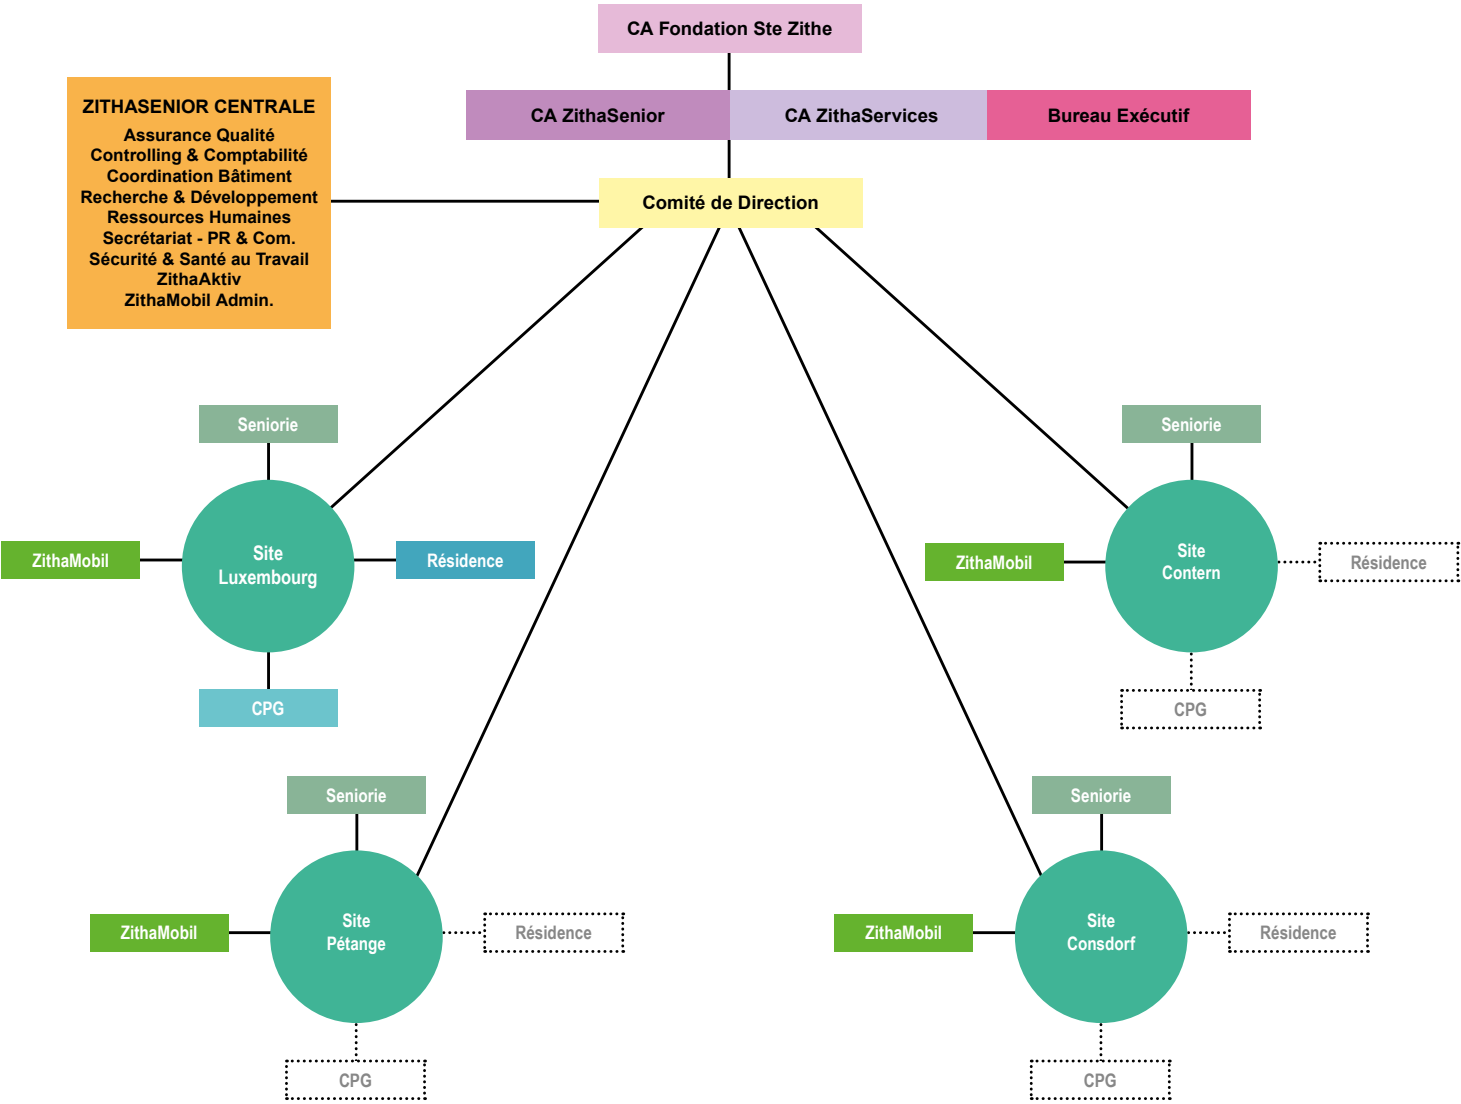 CA Fondation Ste Zithe
CA ZithaSenior
CA ZithaServices
Bureau Exécutif
ZITHASENIOR CENTRALE
Assurance Qualité
Controlling & Comptabilité
Coordination Bâtiment
Recherche & Développement
Ressources Humaines
Secrétariat - PR & Com.
Sécurité & Santé au Travail
ZithaAktiv
ZithaMobil Admin.
Comité de Direction
Seniorie
ZithaMobil
Site
Luxembourg
Résidence
CPG
Seniorie
ZithaMobil
Site
Contern
Résidence
CPG
Seniorie
ZithaMobil
Site
Pétange
Résidence
CPG
Seniorie
ZithaMobil
Site
Consdorf
Résidence
CPG